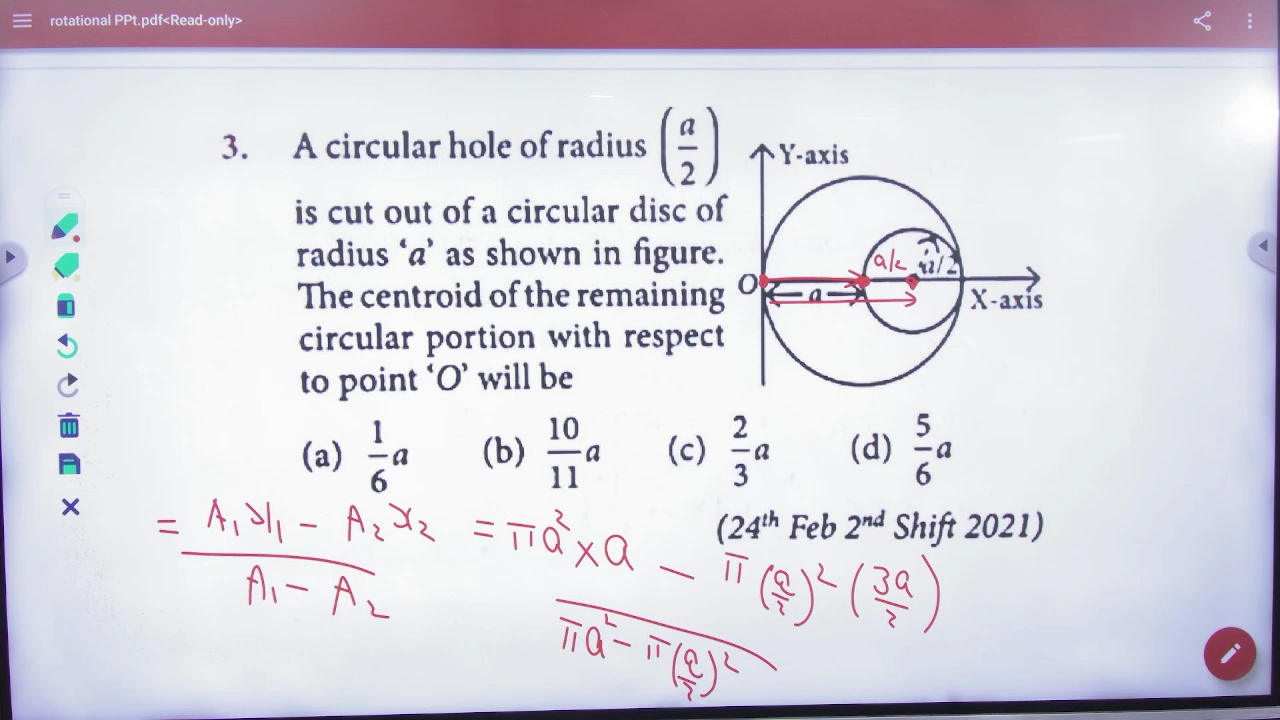 rotational PPt.pdf<Read-only>
3. A circular hole of radius (a/2)
is cut out of a circular disc of
radius ‘a’ as shown in figure.
The centroid of the remaining
circular portion with respect
to point ‘O’ will be
Y-axis
a/2
a/2
O
a
X-axis
(a) 1/6 a (b) 10/11 a (c) 2/3 a (d) 5/6 a
(24th Feb 2nd Shift 2021)
= (A₁x₁ - A₂x₂)/(A₁ - A₂) = (πa² × a - π(a/2)² (3a/2))/(πa² - π(a/2)²)